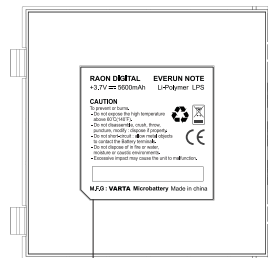 RAON DIGITAL EVERUN NOTE
+3.7V 5600mAh Li-Polymer LPS
CAUTION
To prevent or burns.
- Do not expose the high temperature
above 60°C(140°F).
- Do not disassemble, crush, throw,
puncture, modify : dispose if property.
- Do not short-circuit : allow metal objects
to contact the Battery terminals.
- Do not dispose of in fire or water,
moisture or caustic environments.
- Excessive impact may cause the unit to malfunction.
CE
M.F.G : VARTA Microbattery Made in china